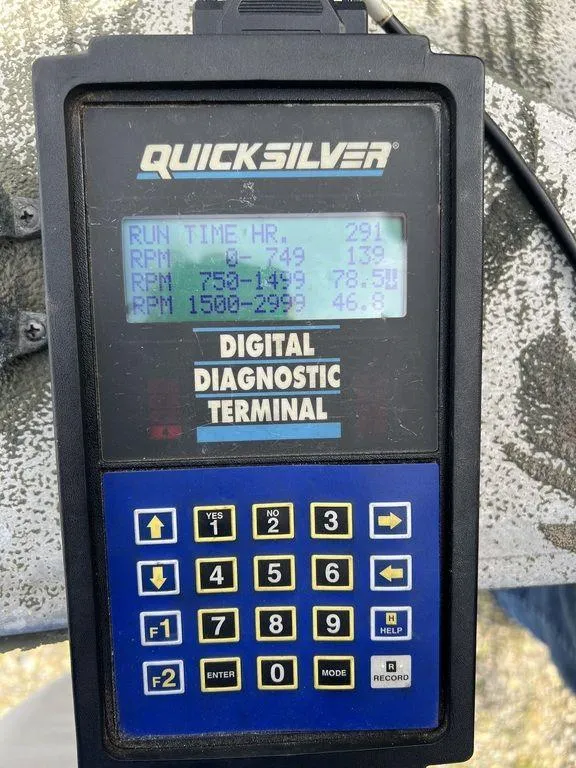 QUICKSILVER®
RUN TIME HR. 291
RPM 0- 749 139
RPM 750-1499 78.5
RPM 1500-2999 46.8
DIGITAL
DIAGNOSTIC
TERMINAL
YES
1
NO
2
3
4
5
6
F1
7
8
9
H
HELP
F2
ENTER
0
MODE
R
RECORD